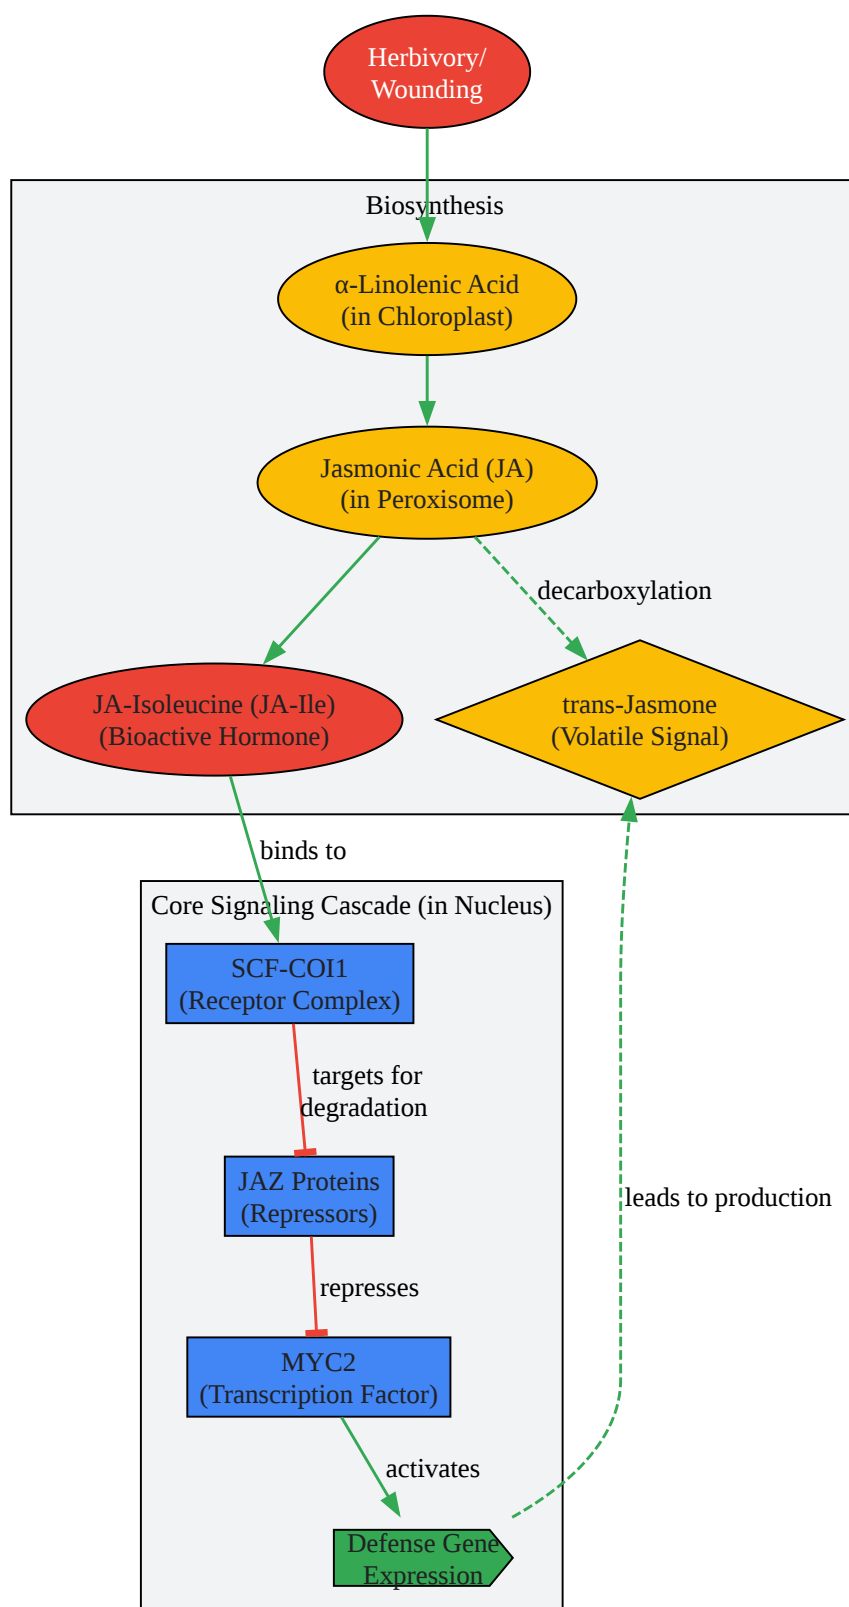 Herbivory/
Wounding
Biosynthesis
α-Linolenic Acid
(in Chloroplast)
Jasmonic Acid (JA)
(in Peroxisome)
decarboxylation
JA-Isoleucine (JA-Ile)
(Bioactive Hormone)
trans-Jasmone
(Volatile Signal)
binds to
Core Signaling Cascade (in Nucleus)
SCF-COI1
(Receptor Complex)
targets for
degradation
JAZ Proteins
(Repressors)
leads to production
represses
MYC2
(Transcription Factor)
activates
Defense Gene
Expression